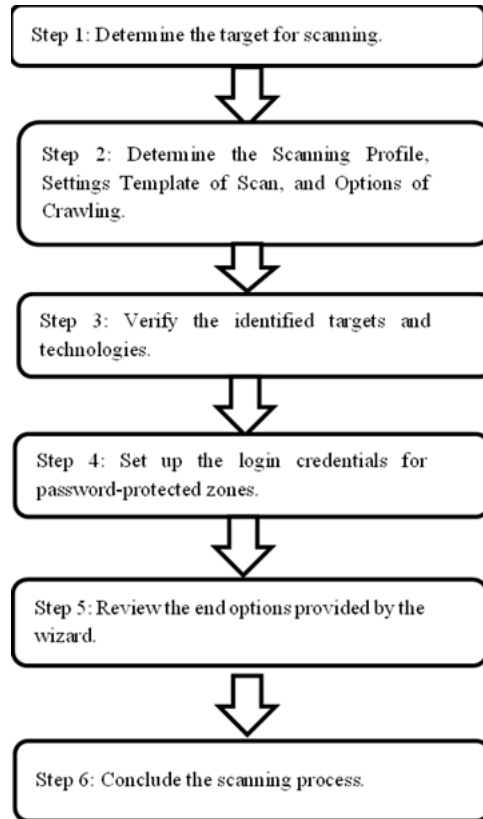 Step 1: Determine the target for scanning.
Step 2: Determine the Scanning Profile,
Settings Template of Scan, and Options of
Crawling.
Step 3: Verify the identified targets and
technologies.
Step 4: Set up the login credentials for
password-protected zones.
Step 5: Review the end options provided by the
wizard.
Step 6: Conclude the scanning process.